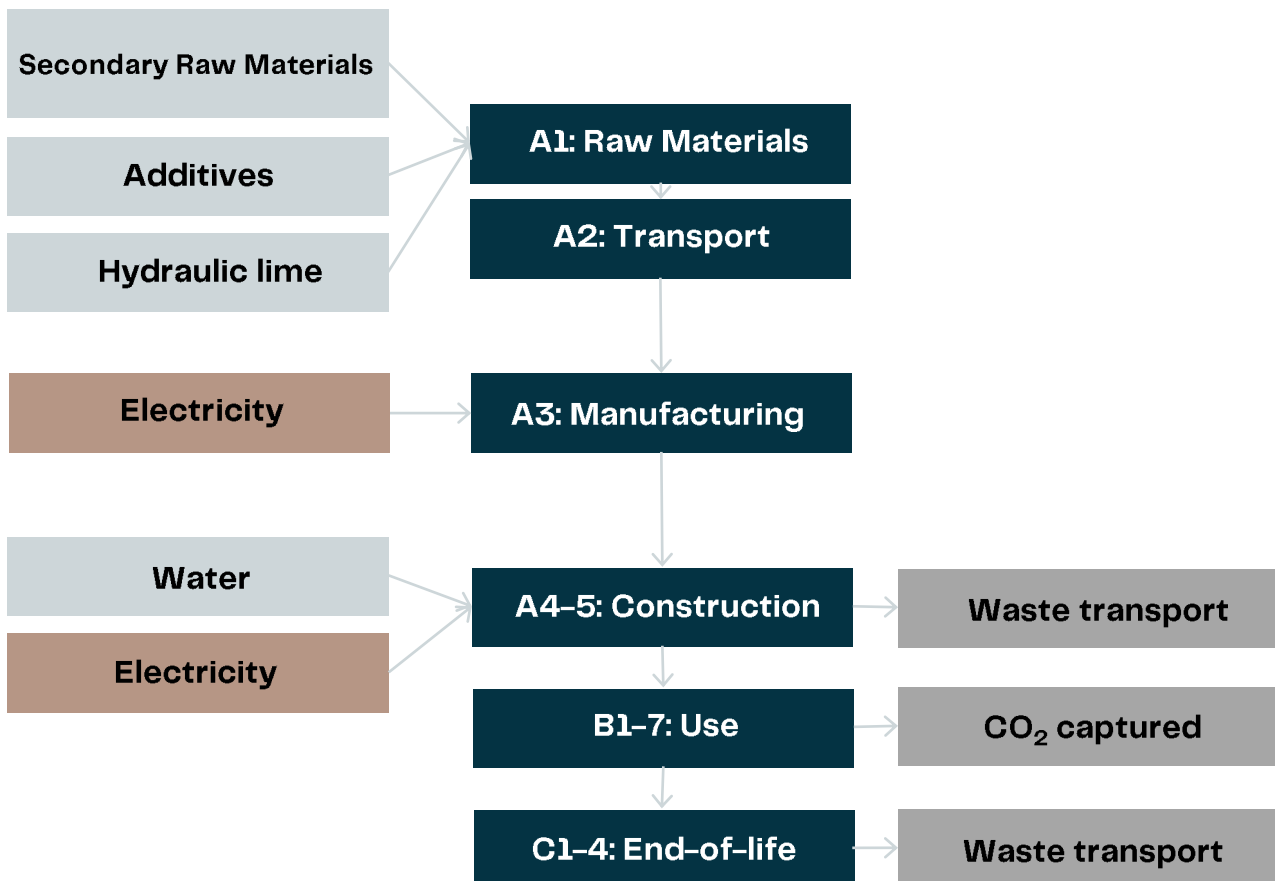 Secondary Raw Materials
Additives
Hydraulic lime
Electricity
Water
Electricity
A1: Raw Materials
A2: Transport
A3: Manufacturing
A4–5: Construction
B1–7: Use
C1–4: End–of–life
Waste transport
CO₂ captured
Waste transport